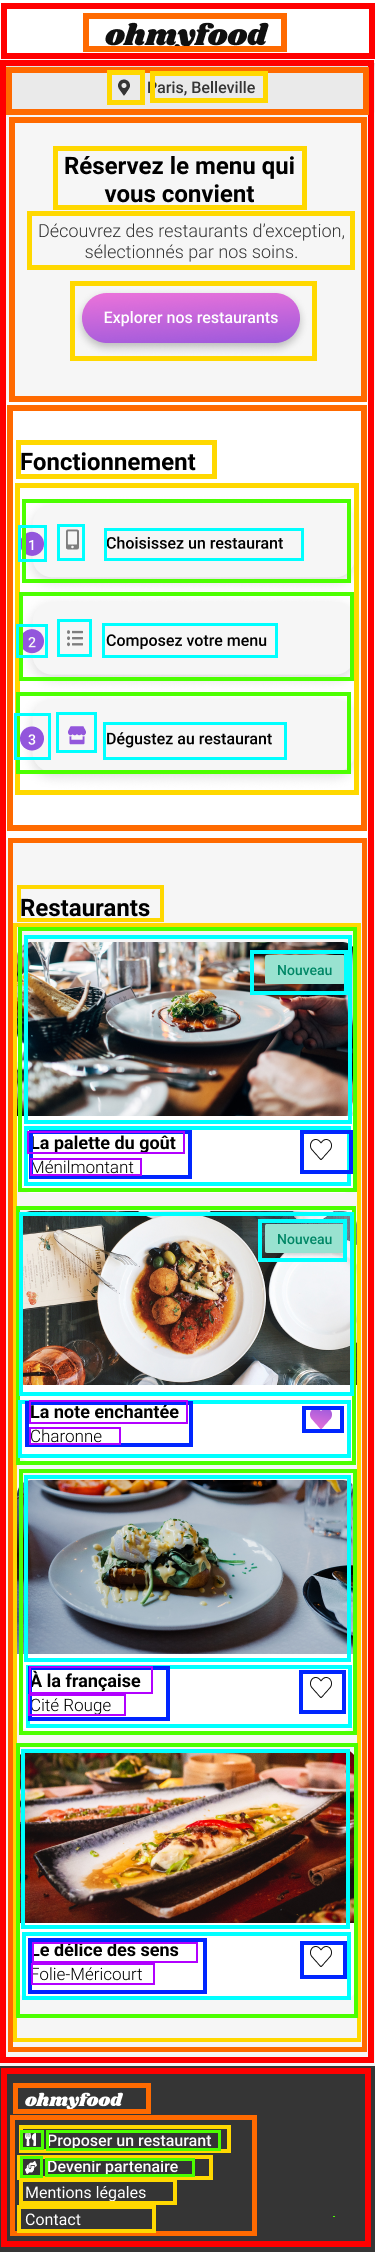 ohmyfood
Paris, Belleville
Réservez le menu qui
vous convient
Découvrez des restaurants d'exception,
sélectionnés par nos soins.
Explorer nos restaurants
Fonctionnement
1 Choisissez un restaurant
2 Composez votre menu
3 Dégustez au restaurant
Restaurants
Nouveau
La palette du goût
Ménilmontant
Nouveau
La note enchantée
Charonne
À la française
Cité Rouge
Le délice des sens
Folie-Méricourt
ohmyfood
Proposer un restaurant
Devenir partenaire
Mentions légales
Contact